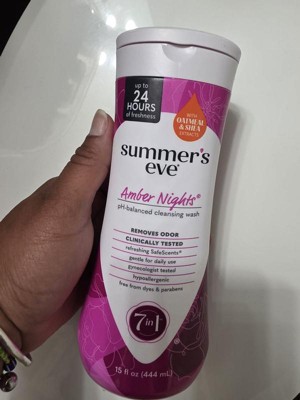 up to
24
HOURS
of freshness
WITH
OATMEAL
& SHEA
EXTRACTS
summer's
eve®
Amber Nights®
pH-balanced cleansing wash
REMOVES ODOR
CLINICALLY TESTED
refreshing SafeScents®
gentle for daily use
gynecologist tested
hypoallergenic
free from dyes & parabens
7in1
15 fl oz (444 mL)